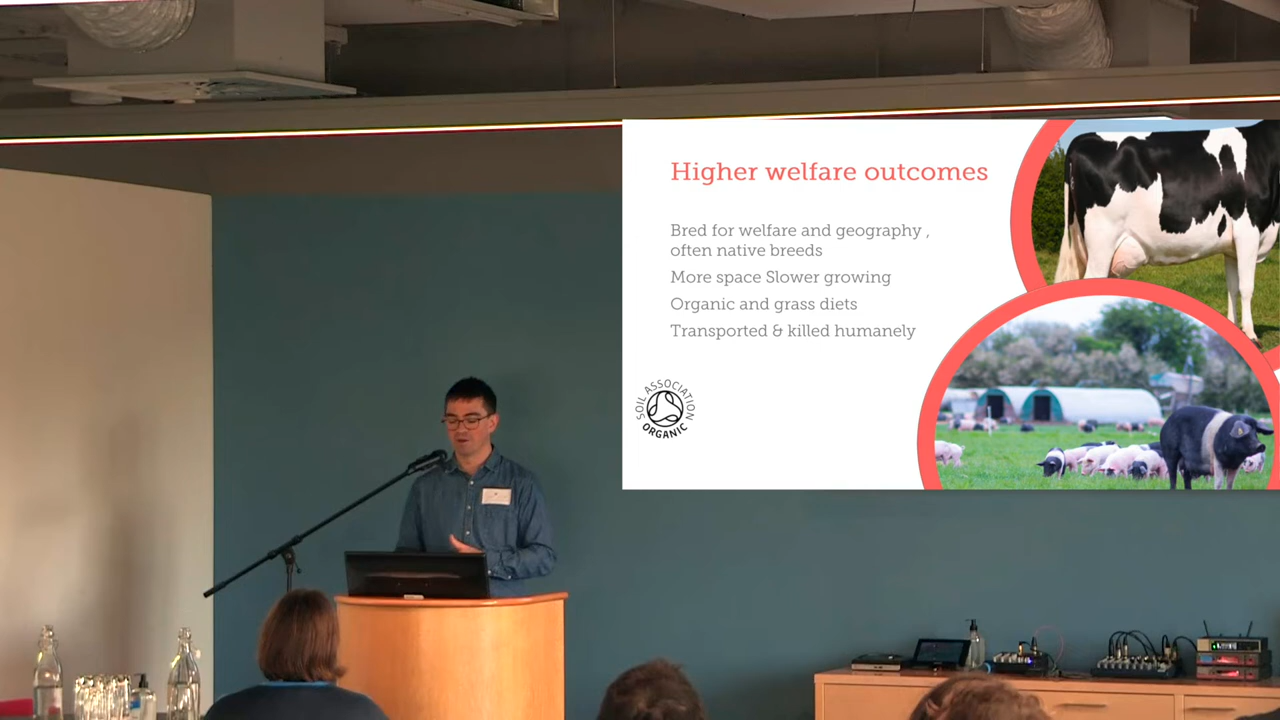 Higher welfare outcomes
Bred for welfare and geography ,
often native breeds
More space Slower growing
Organic and grass diets
Transported & killed humanely
SOIL ASSOCIATION
ORGANIC